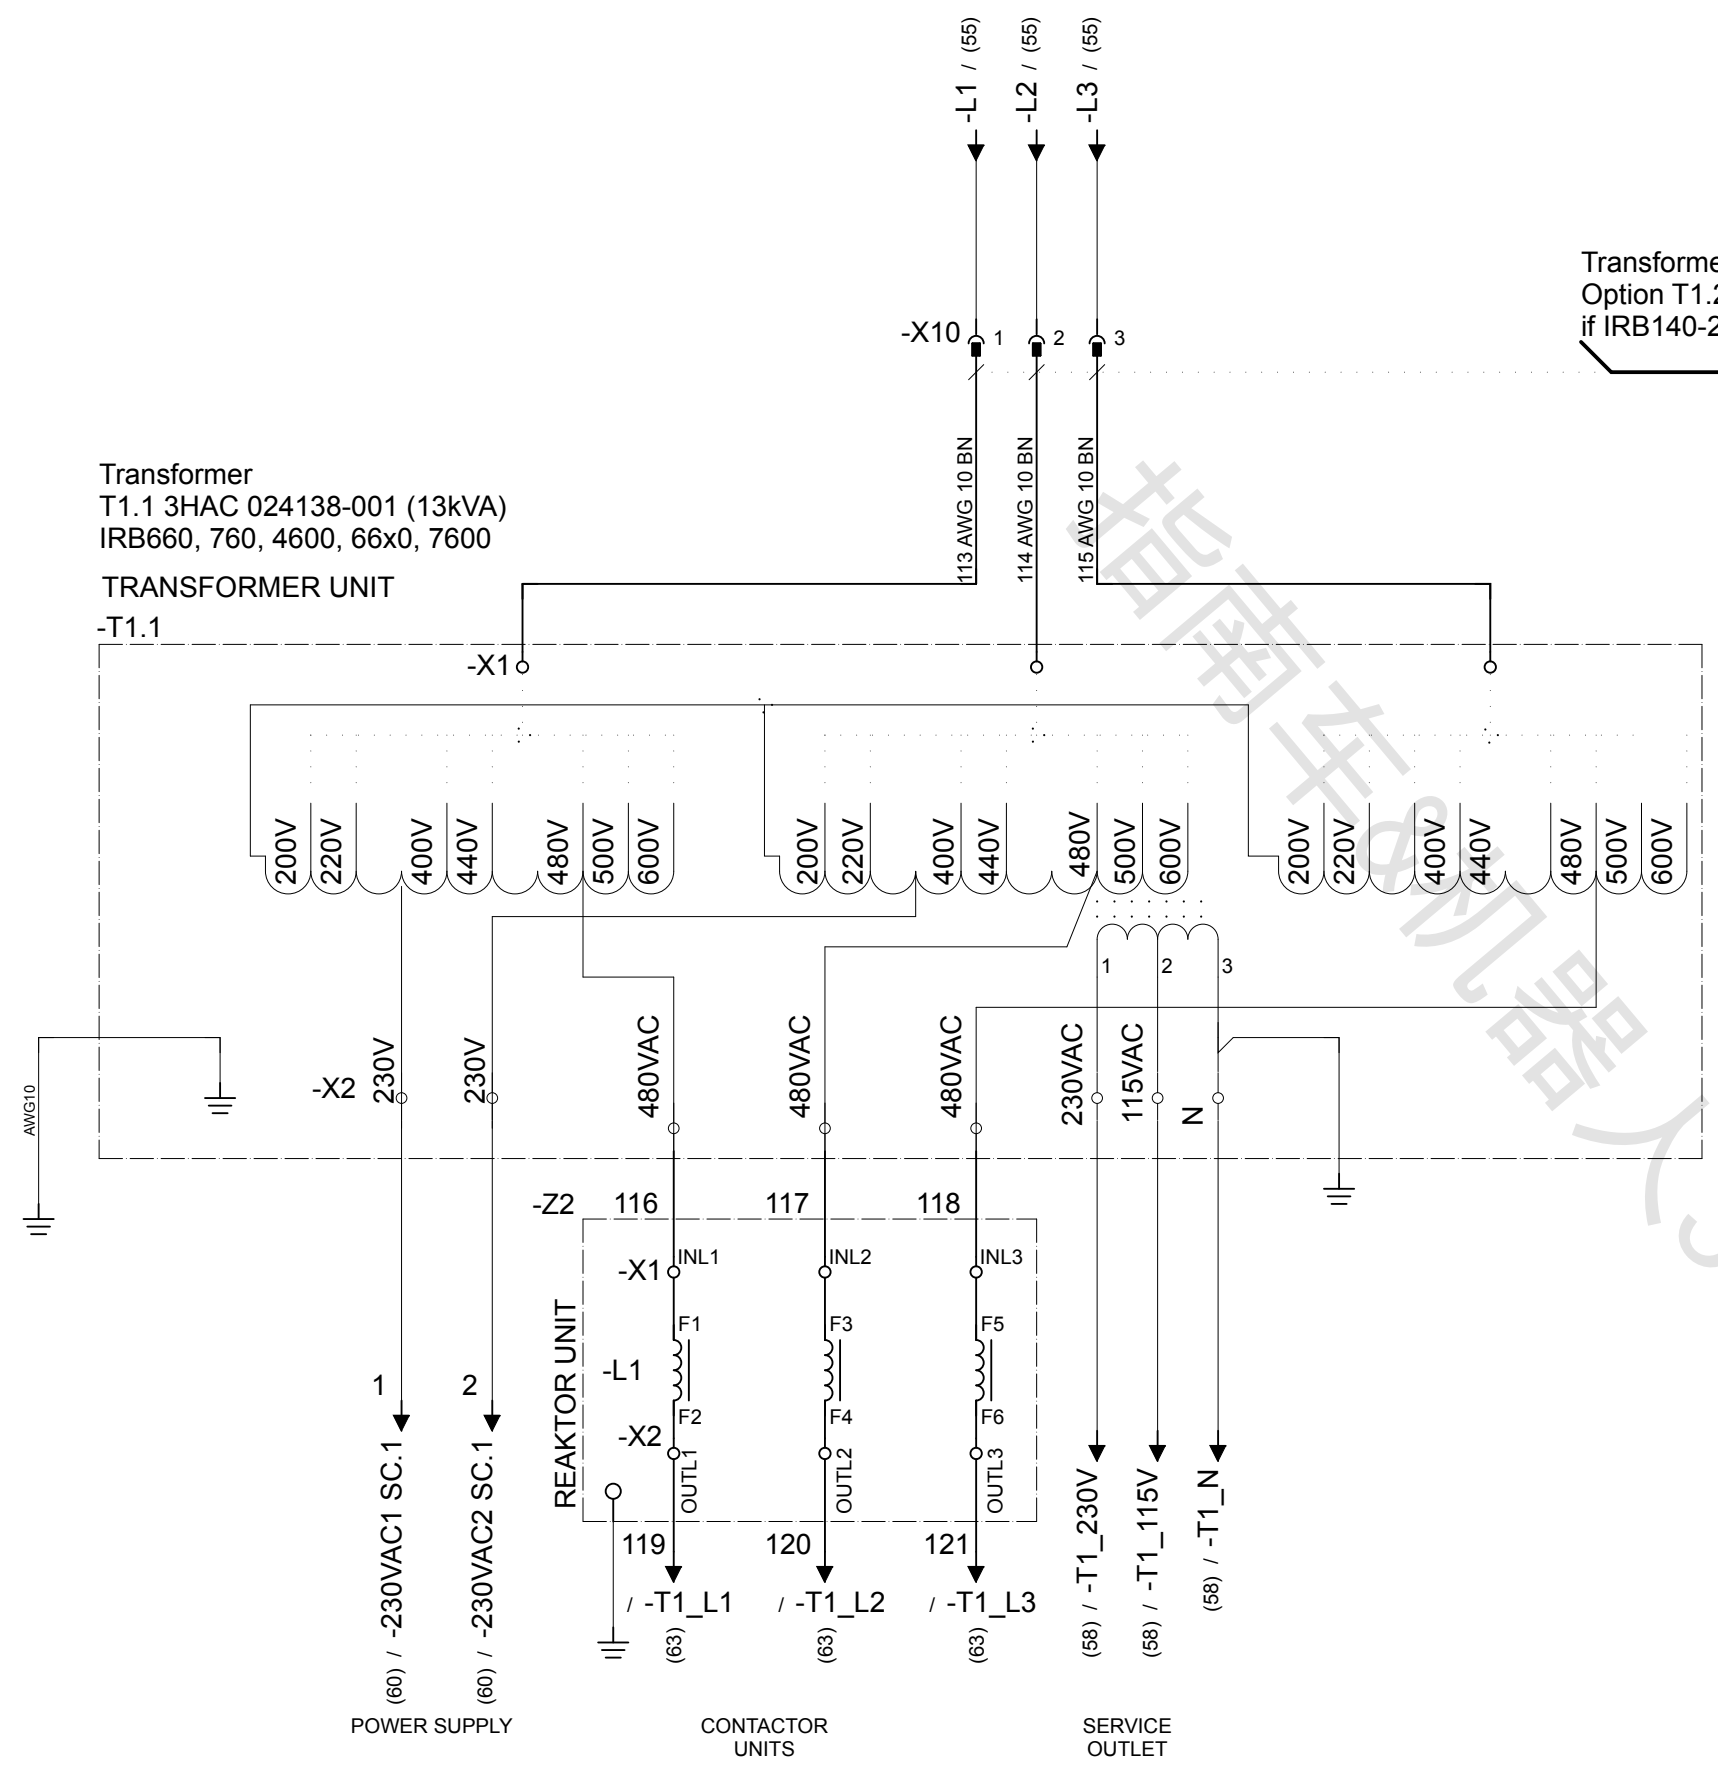 -L1 / (55)
-L2 / (55)
-L3 / (55)
Transforme
Option T1.2
if IRB140-2
-X10 1 2 3
113 AWG 10 BN
114 AWG 10 BN
115 AWG 10 BN
Transformer
T1.1 3HAC 024138-001 (13kVA)
IRB660, 760, 4600, 66x0, 7600
TRANSFORMER UNIT
-T1.1
-X1
200V 220V 400V 440V 480V 500V 600V
200V 220V 400V 440V 480V 500V 600V
200V 220V 400V 440V 480V 500V 600V
1 2 3
AWG10
-X2
230V
230V
480VAC
480VAC
480VAC
230VAC
115VAC
N
-Z2 116 117 118
REAKTOR UNIT
-X1 INL1 INL2 INL3
F1 F3 F5
-L1
F2 F4 F6
-X2
OUTL1
OUTL2
OUTL3
1 2
119 120 121
(60) / -230VAC1 SC.1
(60) / -230VAC2 SC.1
/ -T1_L1
(63)
/ -T1_L2
(63)
/ -T1_L3
(63)
(58) / -T1_230V
(58) / -T1_115V
(58) / -T1_N
POWER SUPPLY
CONTACTOR
UNITS
SERVICE
OUTLET
指南车&机器人